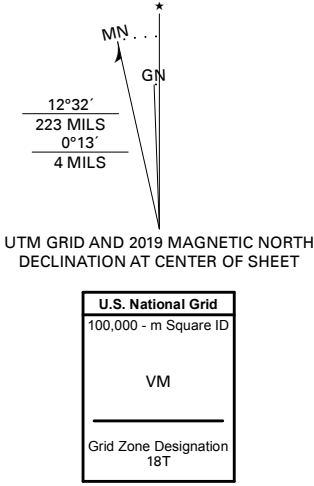 ★
MN
GN
12°32´
223 MILS
0°13´
4 MILS
UTM GRID AND 2019 MAGNETIC NORTH
DECLINATION AT CENTER OF SHEET
U.S. National Grid
100,000 - m Square ID
VM
Grid Zone Designation
18T